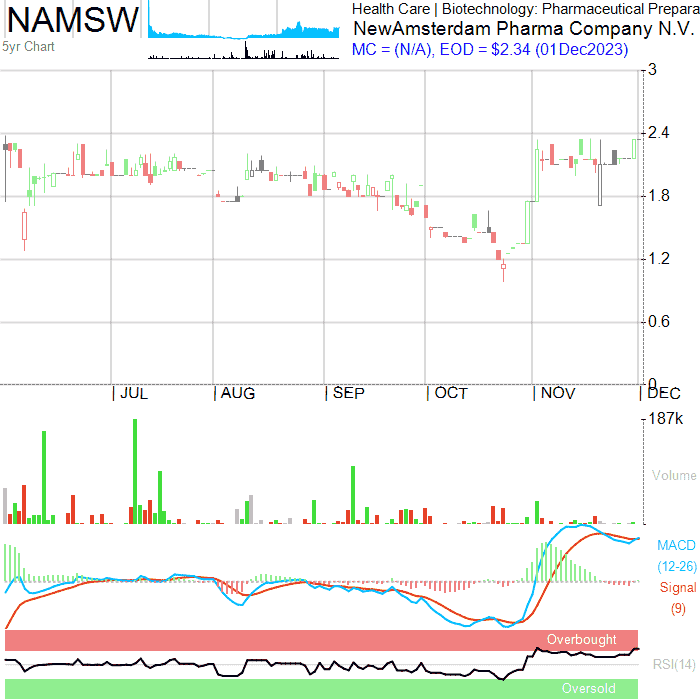 NAMSW
5yr Chart
Health Care | Biotechnology: Pharmaceutical Prepara
NewAmsterdam Pharma Company N.V.
MC = (N/A), EOD = $2.34 (01Dec2023)
3
2.4
1.8
1.2
0.6
0
| JUL | AUG | SEP | OCT | NOV | DEC
187k
Volume
MACD
(12-26)
Signal
(9)
Overbought
RSI(14)
Oversold